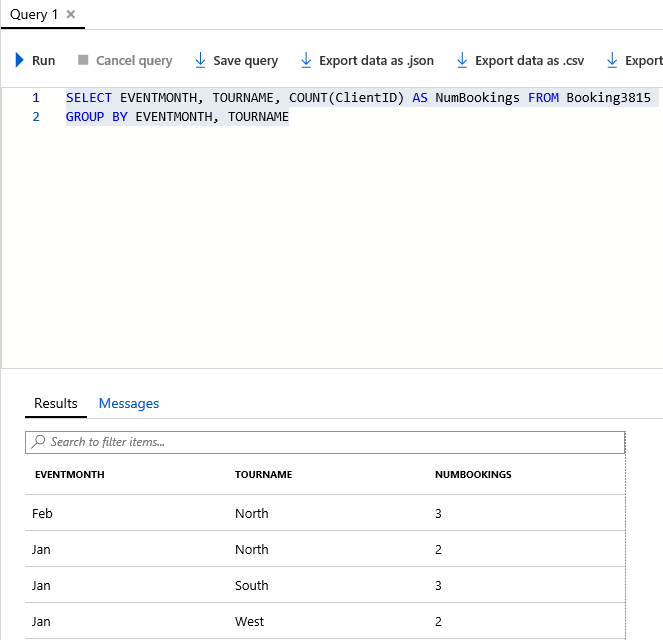 Query 1 ×
Run Cancel query Save query Export data as .json Export data as .csv Export
1 SELECT EVENTMONTH, TOURNAME, COUNT(ClientID) AS NumBookings FROM Booking3815
2 GROUP BY EVENTMONTH, TOURNAME
Results Messages
Search to filter items...
EVENTMONTH TOURNAME NUMBOOKINGS
Feb North 3
Jan North 2
Jan South 3
Jan West 2